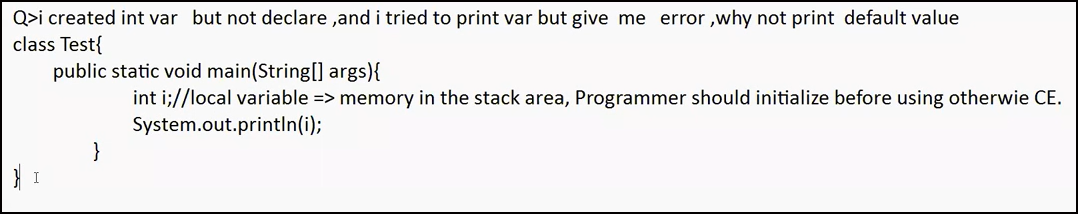 Q>i created int var but not declare ,and i tried to print var but give me error ,why not print default value
class Test{
public static void main(String[] args){
int i;//local variable => memory in the stack area, Programmer should initialize before using otherwie CE.
System.out.println(i);
}
}